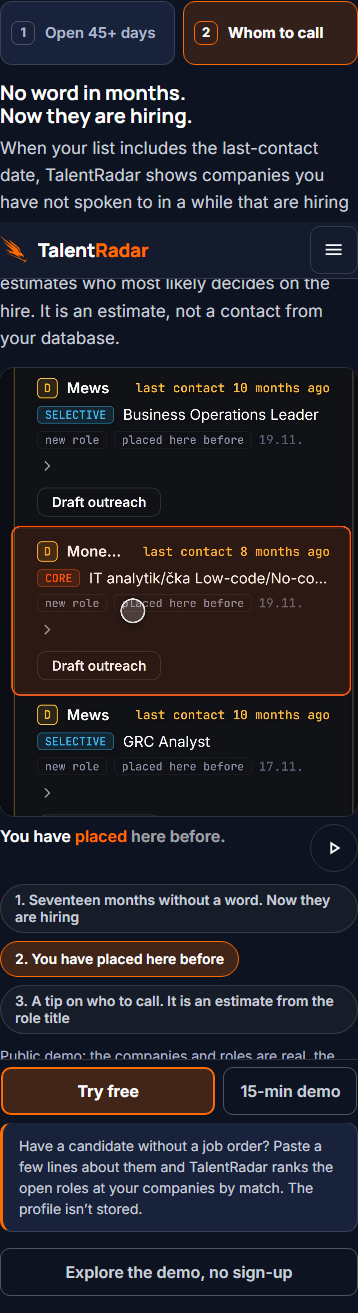 1 Open 45+ days
2 Whom to call
No word in months.
Now they are hiring.
When your list includes the last-contact
date, TalentRadar shows companies you
have not spoken to in a while that are hiring
TalentRadar
estimates who most likely decides on the
hire. It is an estimate, not a contact from
your database.
D Mews last contact 10 months ago
SELECTIVE Business Operations Leader
new role placed here before 19.11.
Draft outreach
D Mone... last contact 8 months ago
CORE IT analytik/čka Low-code/No-co...
new role placed here before 19.11.
Draft outreach
D Mews last contact 10 months ago
SELECTIVE GRC Analyst
new role placed here before 17.11.
You have placed here before.
1. Seventeen months without a word. Now they
are hiring
2. You have placed here before
3. A tip on who to call. It is an estimate from the
role title
Public demo: the companies and roles are real, the
Try free
15-min demo
Have a candidate without a job order? Paste a
few lines about them and TalentRadar ranks the
open roles at your companies by match. The
profile isn't stored.
Explore the demo, no sign-up